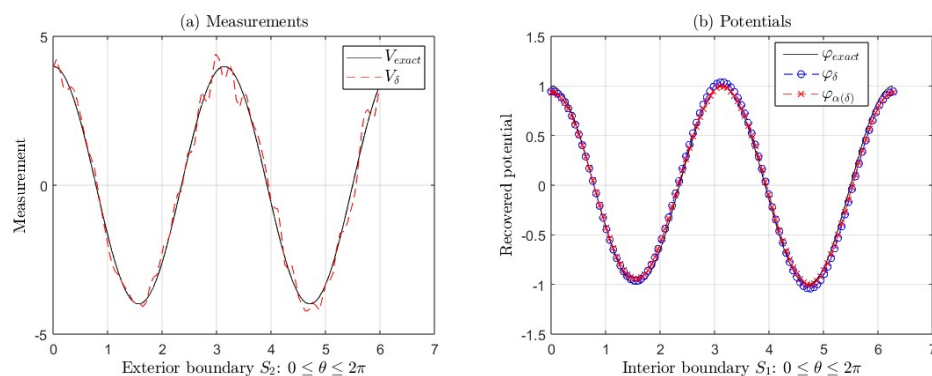 (a) Measurements
5
0
-5
Measurement
0 1 2 3 4 5 6 7
Exterior boundary S₂: 0 ≤ θ ≤ 2π
V_exact
V_δ
(b) Potentials
1.5
1
0.5
0
-0.5
-1
-1.5
Recovered potential
0 1 2 3 4 5 6 7
Interior boundary S₁: 0 ≤ θ ≤ 2π
φ_exact
φ_δ
φ_α(δ)